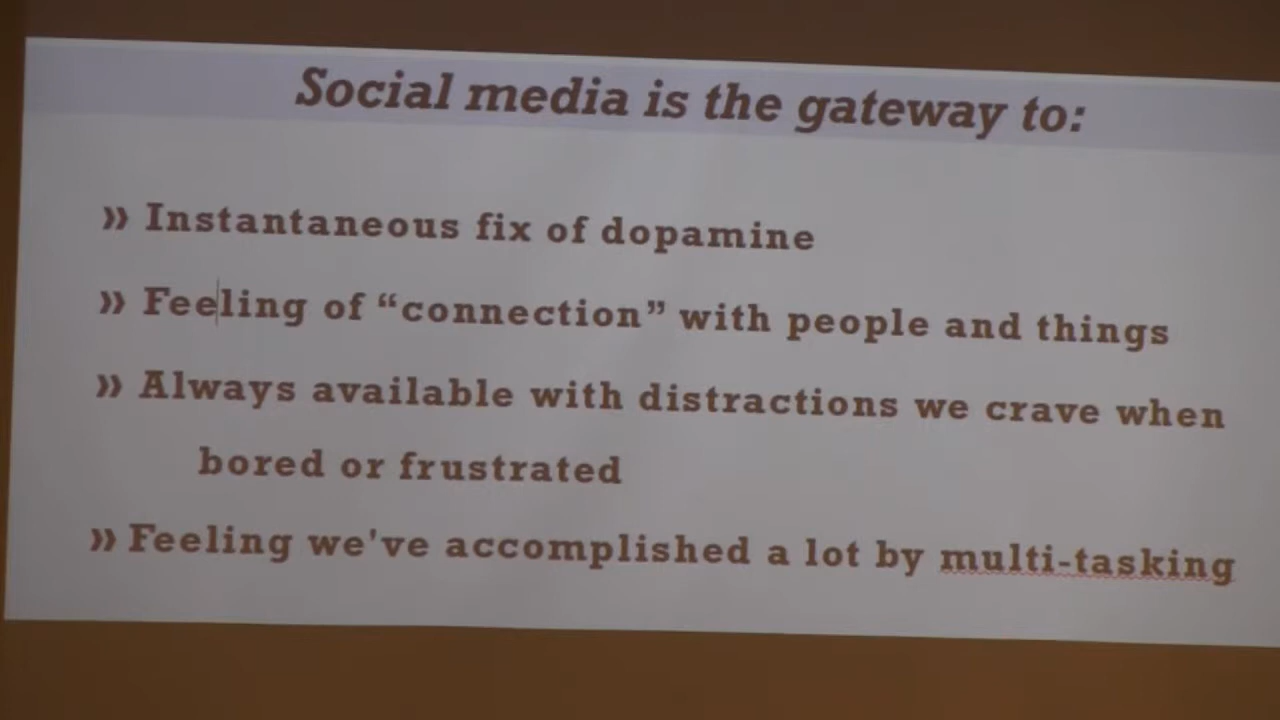 Social media is the gateway to:
» Instantaneous fix of dopamine
» Feeling of “connection” with people and things
» Always available with distractions we crave when
bored or frustrated
» Feeling we've accomplished a lot by multi-tasking